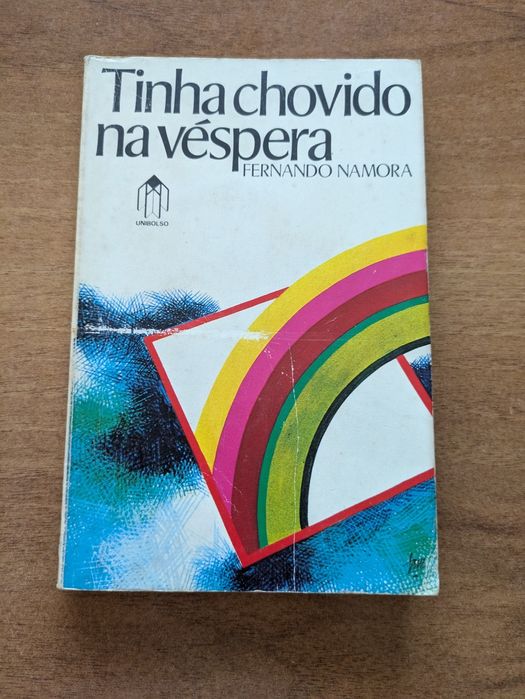 Tinha chovido
na véspera
FERNANDO NAMORA
UNIBOLSO